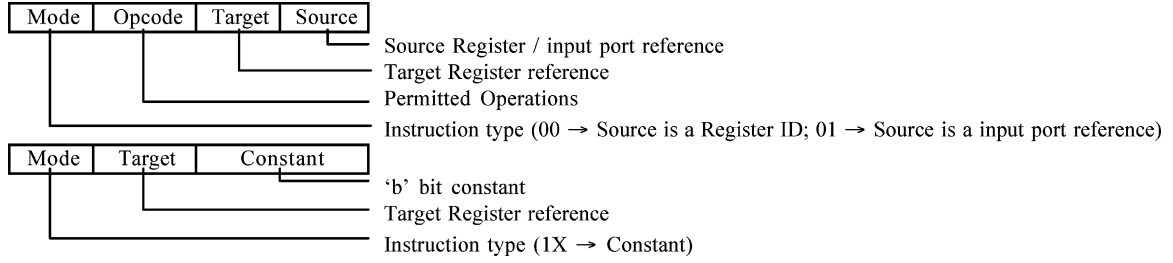 Mode Opcode Target Source
Source Register / input port reference
Target Register reference
Permitted Operations
Instruction type (00 → Source is a Register ID; 01 → Source is a input port reference)
Mode Target Constant
‘b’ bit constant
Target Register reference
Instruction type (1X → Constant)